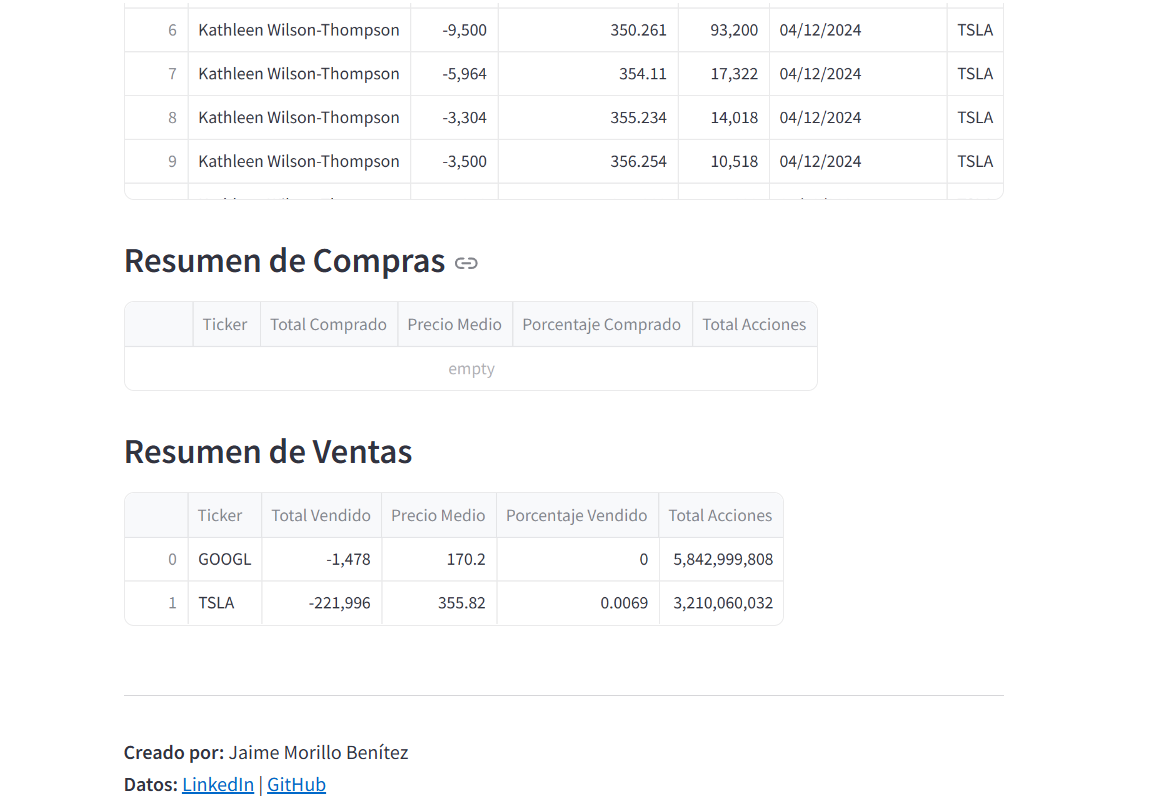 6 Kathleen Wilson-Thompson -9,500 350.261 93,200 04/12/2024 TSLA
7 Kathleen Wilson-Thompson -5,964 354.11 17,322 04/12/2024 TSLA
8 Kathleen Wilson-Thompson -3,304 355.234 14,018 04/12/2024 TSLA
9 Kathleen Wilson-Thompson -3,500 356.254 10,518 04/12/2024 TSLA
Resumen de Compras
Ticker Total Comprado Precio Medio Porcentaje Comprado Total Acciones
empty
Resumen de Ventas
Ticker Total Vendido Precio Medio Porcentaje Vendido Total Acciones
0 GOOGL -1,478 170.2 0 5,842,999,808
1 TSLA -221,996 355.82 0.0069 3,210,060,032
Creado por: Jaime Morillo Benítez
Datos: LinkedIn | GitHub